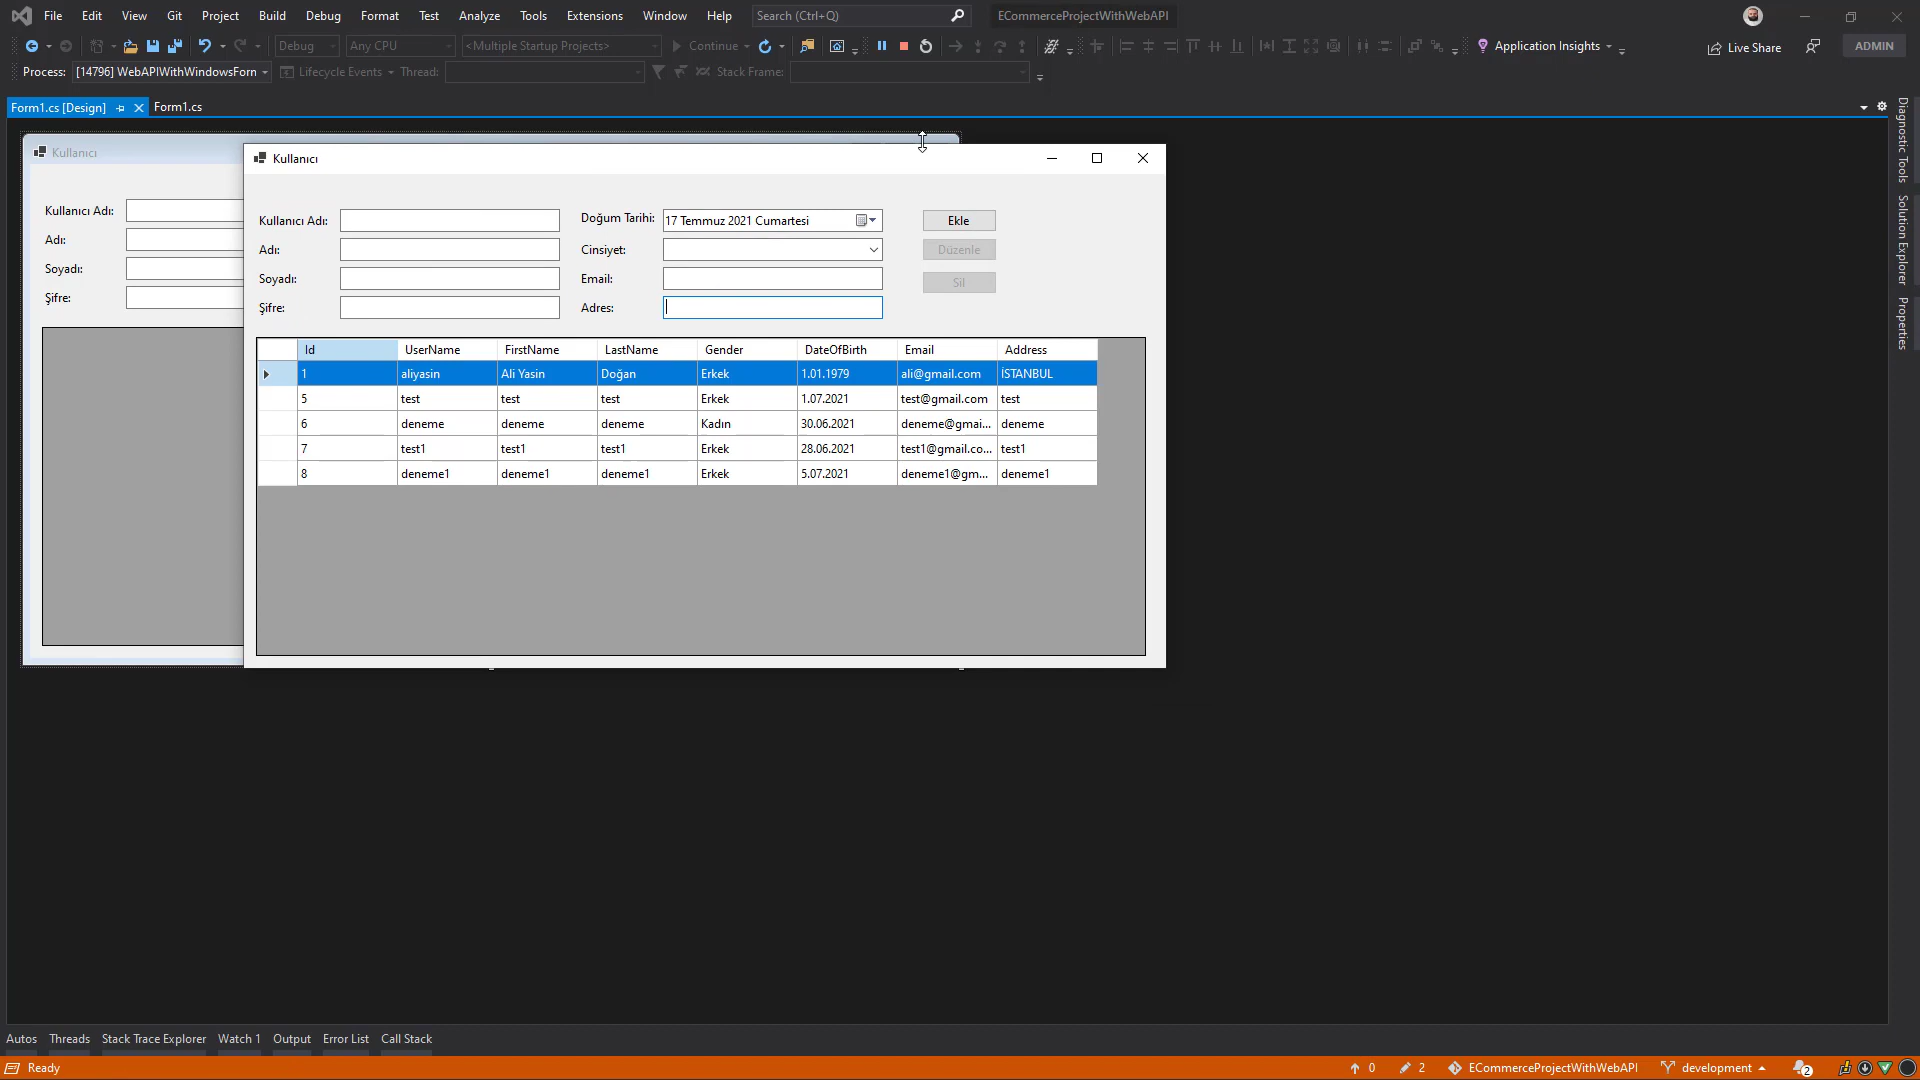 File Edit View Git Project Build Debug Format Test Analyze Tools Extensions Window Help Search (Ctrl+Q) ECommerceProjectWithWebAPI
Debug Any CPU <Multiple Startup Projects> Continue Application Insights Live Share ADMIN
Process: [14796] WebAPIWithWindowsForn Lifecycle Events Thread: Stack Frame:
Form1.cs [Design] Form1.cs
Diagnostic Tools
Solution Explorer
Properties
Kullanıcı
Kullanıcı Adı:
Adı:
Soyadı:
Şifre:
Kullanıcı
Kullanıcı Adı: Doğum Tarihi: 17 Temmuz 2021 Cumartesi Ekle
Adı: Cinsiyet: Düzenle
Soyadı: Email: Sil
Şifre: Adres:
Id UserName FirstName LastName Gender DateOfBirth Email Address
1 aliyasin Ali Yasin Doğan Erkek 1.01.1979 ali@gmail.com İSTANBUL
5 test test test Erkek 1.07.2021 test@gmail.com test
6 deneme deneme deneme Kadın 30.06.2021 deneme@gmai... deneme
7 test1 test1 test1 Erkek 28.06.2021 test1@gmail.co... test1
8 deneme1 deneme1 deneme1 Erkek 5.07.2021 deneme1@gm... deneme1
Autos Threads Stack Trace Explorer Watch 1 Output Error List Call Stack
Ready 0 2 ECommerceProjectWithWebAPI development 2